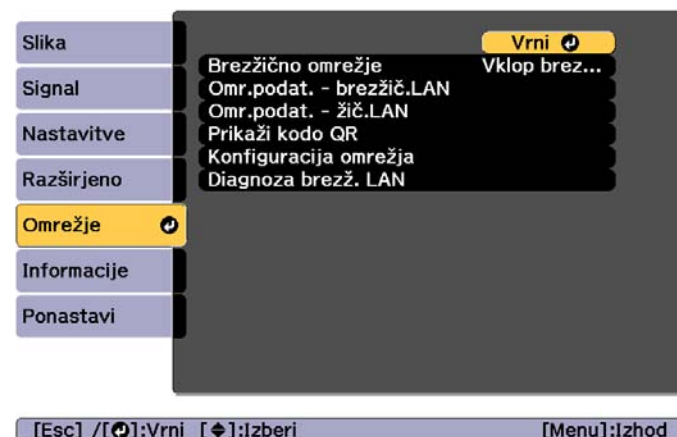 Slika
Signal
Nastavitve
Razširjeno
Omrežje
Informacije
Ponastavi
Vrni
Brezžično omrežje Vklop brez...
Omr.podat. - brezžič.LAN
Omr.podat. - žič.LAN
Prikaži kodo QR
Konfiguracija omrežja
Diagnoza brezž. LAN
[Esc] /[ ]:Vrni [ ]:Izberi [Menu]:Izhod